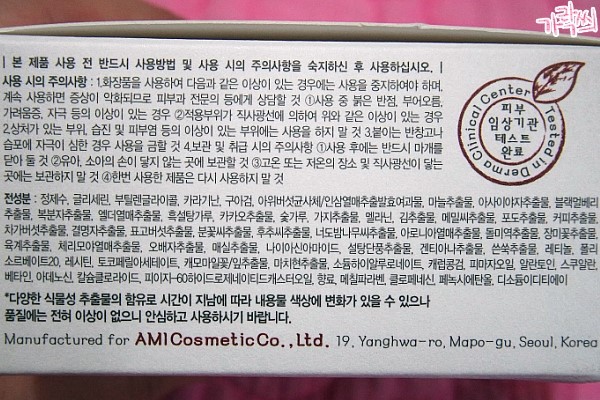 가락씨
| 본 제품 사용 전 반드시 사용방법 및 사용 시의 주의사항을 숙지하신 후 사용하십시오. |
사용 시의 주의사항 : 1.화장품을 사용하여 다음과 같은 이상이 있는 경우에는 사용을 중지하여야 하며,
계속 사용하면 증상이 악화되므로 피부과 전문의 등에게 상담할 것 ①사용 중 붉은 반점, 부어오름,
가려움증, 자극 등의 이상이 있는 경우 ②적용부위가 직사광선에 의하여 위와 같은 이상이 있는 경우
2.상처가 있는 부위, 습진 및 피부염 등의 이상이 있는 부위에는 사용을 하지 말 것 3.붙이는 반창고나
습포에 자극이 심한 경우 사용을 금할 것 4.보관 및 취급 시의 주의사항 ①사용 후에는 반드시 마개를
닫아 둘 것 ②유아, 소아의 손이 닿지 않는 곳에 보관할 것 ③고온 또는 저온의 장소 및 직사광선이 닿는
곳에는 보관하지 말 것 ④한번 사용한 제품은 다시 사용하지 말 것
Tested in Derma Clinical Center
피부
임상기관
테스트
완료
전성분 : 정제수, 글리세린, 부틸렌글라이콜, 카라기난, 구아검, 아위버섯균사체/인삼열매추출발효여과물, 마늘추출물, 아사이야자추출물, 블랙멀베리
추출물, 복분자추출물, 엘더열매추출물, 흑설탕가루, 카카오추출물, 숯가루, 가지추출물, 멜라닌, 김추출물, 메밀씨추출물, 포도추출물, 커피추출물,
차가버섯추출물, 결명자추출물, 표고버섯추출물, 분꽃씨추출물, 후추씨추출물, 너도밤나무싹추출물, 아로니아열매추출물, 돌미역추출물, 장미꽃추출물,
육계추출물, 체리모아열매추출물, 오배자추출물, 매실추출물, 나이아신아마이드, 설탕단풍추출물, 겐티아나추출물, 쓴쑥추출물, 레티놀, 폴리
소르베이트20, 레시틴, 토코페릴아세테이트, 캐모마일꽃/잎추출물, 마치현추출물, 소듐하이알루로네이트, 캐럽콩검, 피마자오일, 알란토인, 스쿠알란,
베타인, 아데노신, 칼슘클로라이드, 피이지-60하이드로제네이티드캐스터오일, 향료, 메칠파라벤, 클로페네신, 페녹시에탄올, 디소듐이디티에이
*다양한 식물성 추출물의 함유로 시간이 지남에 따라 내용물 색상에 변화가 있을 수 있으나
품질에는 전혀 이상이 없으니 안심하고 사용하시기 바랍니다.
Manufactured for AMICosmeticCo.,Ltd. 19, Yanghwa-ro, Mapo-gu, Seoul, Korea